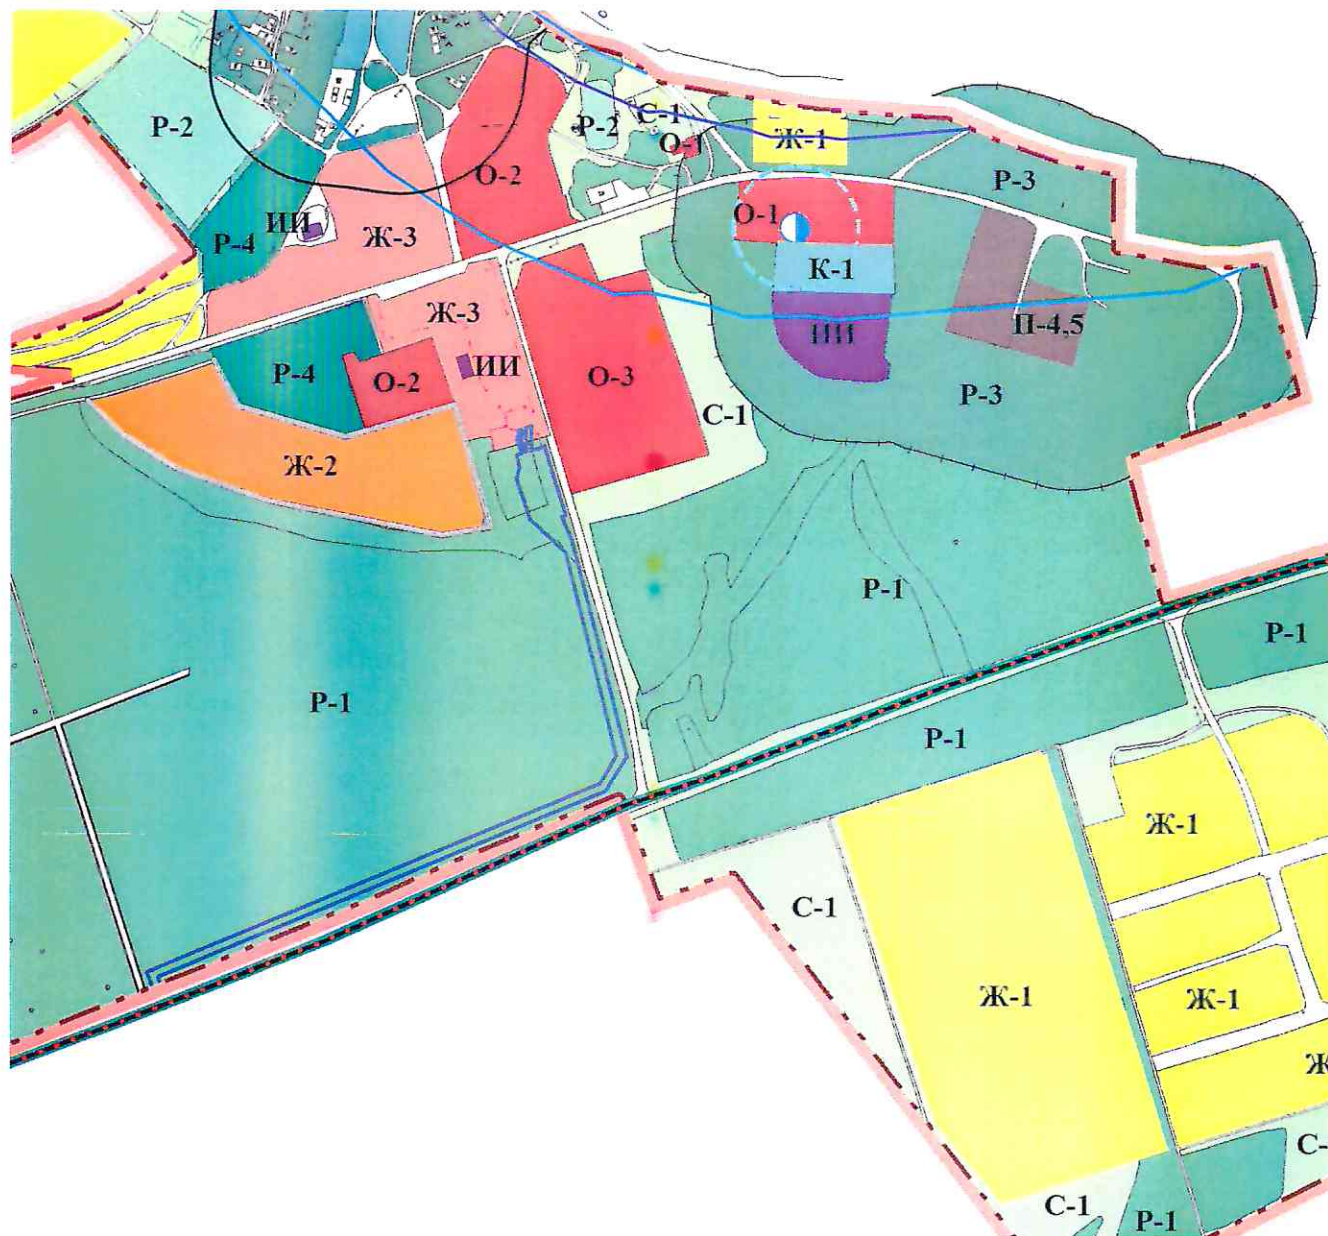 С-1
Р-2
Р-2
Ж-1
О-1
О-2
Р-3
ИИ
О-1
Р-4
Ж-3
К-1
Ж-3
ИИ
П-4,5
ИИ
Р-4
О-2
О-3
Р-3
С-1
Ж-2
Р-1
Р-1
Р-1
Р-1
Ж-1
С-1
Ж-1
Ж-1
Ж
С-
С-1
Р-1